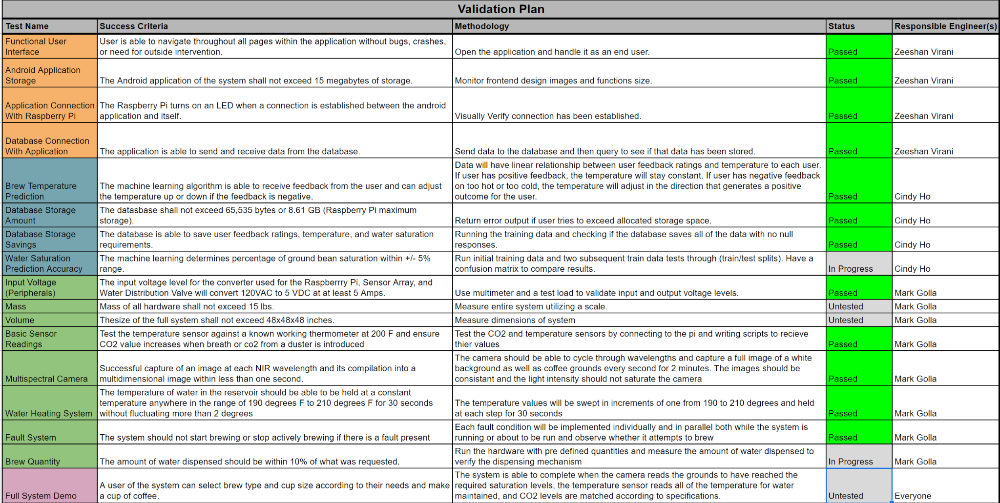 Validation Plan
Test Name Success Criteria Methodology Status Responsible Engineer(s)
Functional User
Interface
User is able to navigate throughout all pages within the application without bugs, crashes,
or need for outside intervention.
Open the application and handle it as an end user.
Passed
Zeeshan Virani
Android Application
Storage
The Android application of the system shall not exceed 15 megabytes of storage.
Monitor frontend design images and functions size.
Passed
Zeeshan Virani
Application Connection
With Raspberry Pi
The Raspberry Pi turns on an LED when a connection is established between the android
application and itself.
Visually Verify connection has been established.
Passed
Zeeshan Virani
Database Connection
With Application
The application is able to send and receive data from the database.
Send data to the database and then query to see if that data has been stored.
Passed
Zeeshan Virani
Brew Temperature
Prediction
The machine learning algorithm is able to receive feedback from the user and can adjust
the temperature up or down if the feedback is negative.
Data will have linear relationship between user feedback ratings and temperature to each user.
If user has positive feedback, the temperature will stay constant. If user has negative feedback
on too hot or too cold, the temperature will adjust in the direction that generates a positive
outcome for the user.
Passed
Cindy Ho
Database Storage
Amount
The datasbase shall not exceed 65,535 bytes or 8.61 GB (Raspberry Pi maximum
storage).
Return error output if user tries to exceed allocated storage space.
Passed
Cindy Ho
Database Storage
Savings
The database is able to save user feedback ratings, temperature, and water saturation
requirements.
Running the training data and checking if the database saves all of the data with no null
responses.
Passed
Cindy Ho
Water Saturation
Prediction Accuracy
The machine learning determines percentage of ground bean saturation within +/- 5%
range.
Run initial training data and two subsequent train data tests through (train/test splits). Have a
confusion matrix to compare results.
In Progress
Cindy Ho
Input Voltage
(Peripherals)
The input voltage level for the converter used for the Raspberrry Pi, Sensor Array, and
Water Distribution Valve will convert 120VAC to 5 VDC at at least 5 Amps.
Use multimeter and a test load to validate input and output voltage levels.
Passed
Mark Golla
Mass
Mass of all hardware shall not exceed 15 lbs.
Measure entire system utilizing a scale.
Untested
Mark Golla
Volume
Thesize of the full system shall not exceed 48x48x48 inches.
Measure dimensions of system
Untested
Mark Golla
Basic Sensor
Readings
Test the temperature sensor against a known working thermometer at 200 F and ensure
CO2 value increases when breath or co2 from a duster is introduced
Test the CO2 and temperature sensors by connecting to the pi and writing scripts to recieve
thier values
Passed
Mark Golla
Multispectral Camera
Successful capture of an image at each NIR wavelength and its compilation into a
multidimensional image within less than one second.
The camera should be able to cycle through wavelengths and capture a full image of a white
background as well as coffee grounds every second for 2 minutes. The images should be
consistant and the light intensity should not saturate the camera
Passed
Mark Golla
Water Heating System
The temperature of water in the reservoir should be able to be held at a constant
temperature anywhere in the range of 190 degrees F to 210 degrees F for 30 seconds
without fluctuating more than 2 degrees
The temperature values will be swept in increments of one from 190 to 210 degrees and held
at each step for 30 seconds
Passed
Mark Golla
Fault System
The system should not start brewing or stop actively brewing if there is a fault present
Each fault condition will be implemented individually and in parallel both while the system is
running or about to be run and observe whether it attempts to brew
Passed
Mark Golla
Brew Quantity
The amount of water dispensed should be within 10% of what was requested.
Run the hardware with pre defined quantities and measure the amount of water dispensed to
verify the dispensing mechanism
In Progress
Mark Golla
Full System Demo
A user of the system can select brew type and cup size according to their needs and make
a cup of coffee.
The system is able to complete when the camera reads the grounds to have reached the
required saturation levels, the temperature sensor reads all of the temperature for water
maintained, and CO2 levels are matched according to specifications.
Untested
Everyone